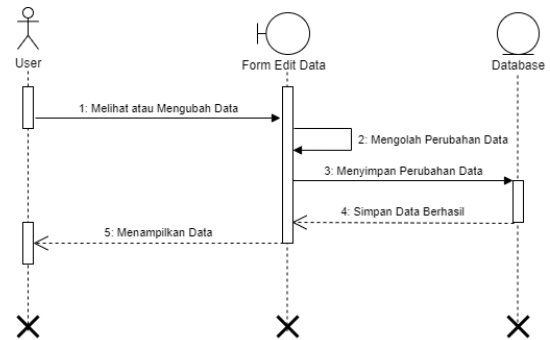 User
Form Edit Data
Database
1: Melihat atau Mengubah Data
2: Mengolah Perubahan Data
3: Menyimpan Perubahan Data
4: Simpan Data Berhasil
5: Menampilkan Data